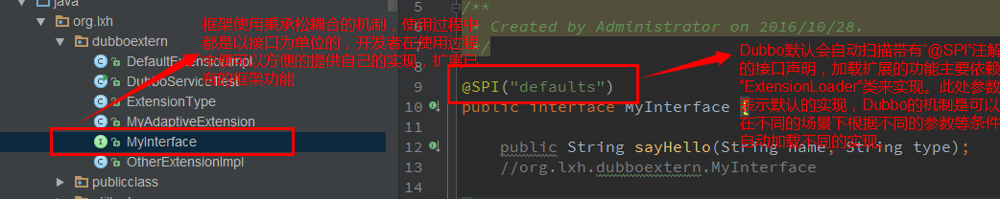 java
org.lxh
dubboextern
DefaultExtensionImpl
DubboServiceTest
ExtensionType
MyAdaptiveExtension
MyInterface
OtherExtensionImpl
publicclass
框架使用秉承松耦合的机制，使用过程中
都是以接口为单位的，开发者在使用过程
以方便的提供自己的实现，扩展已
有的框架功能
5 /**
6 * Created by Administrator on 2016/10/28.
7 */
8
9 @SPI("defaults")
10 public interface MyInterface {
11
12 public String sayHello(String name, String type);
13 //org.lxh.dubboextern.MyInterface
14
Dubbo默认会自动扫描带有“@SPI”注解
的接口声明，加载扩展的功能主要依赖
“ExtensionLoader”类来实现。此处参数
表示默认的实现，Dubbo的机制是可以
在不同的场景下根据不同的参数等条件
自动加载不同的实现。